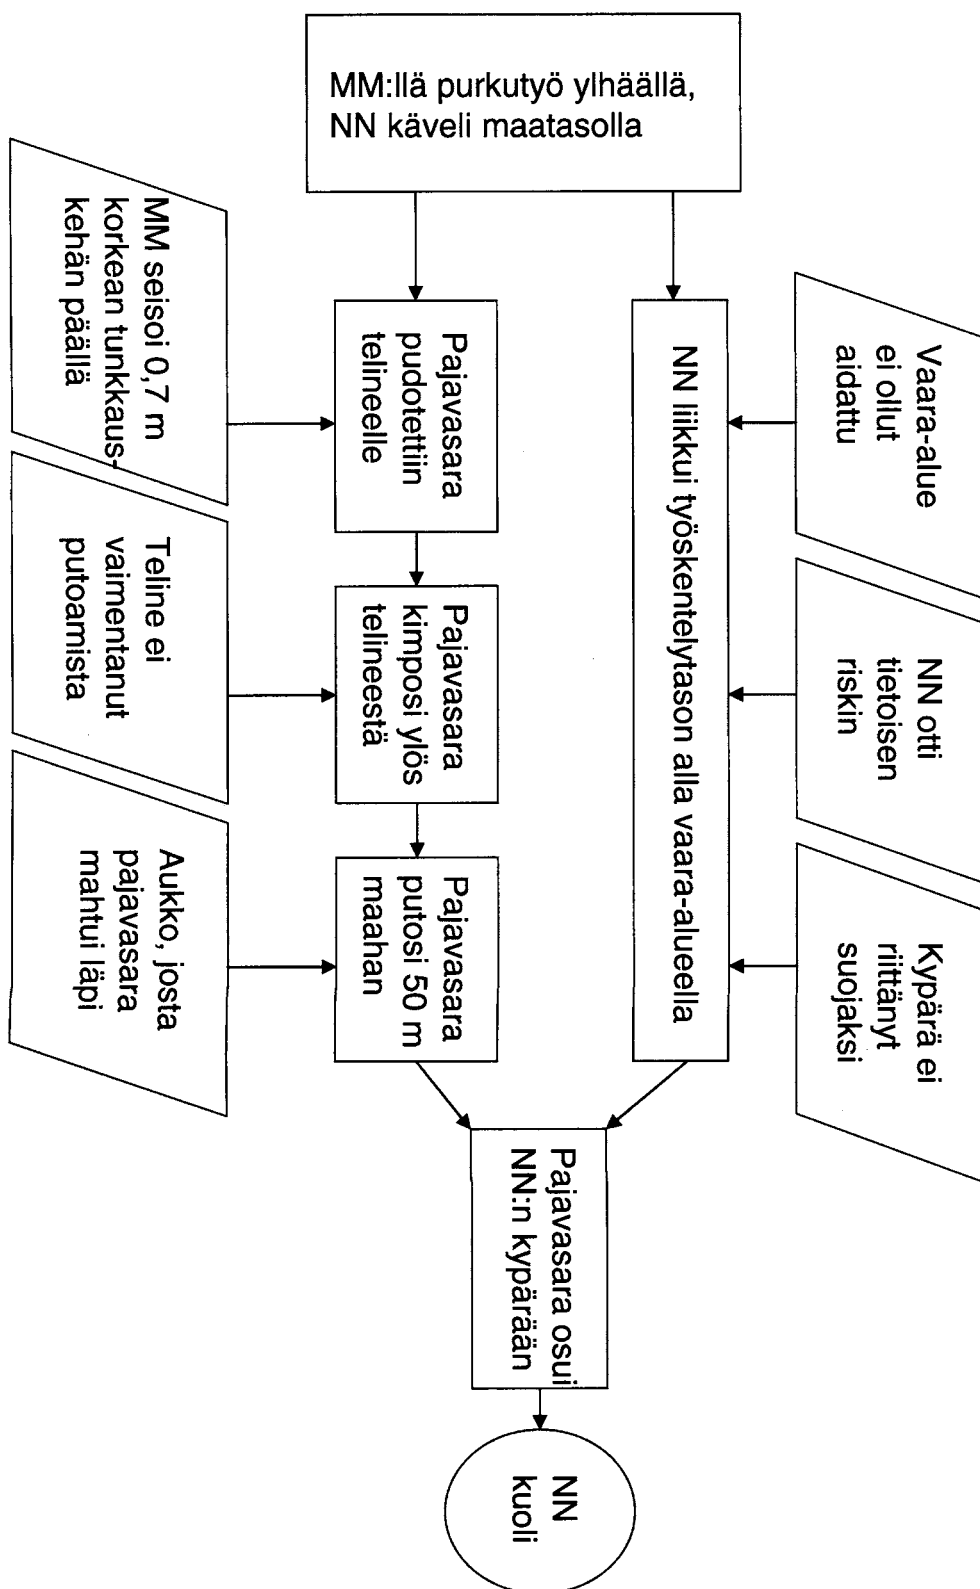 MM:llä purkutyö ylhäällä,
NN käveli maatasolla
Vaara-alue
ei ollut
aidattu
NN otti
tietoisen
riskin
Kypärä ei
riittänyt
suojaksi
NN liikkui työskentelytason alla vaara-alueella
Pajavasara
pudotettiin
telineelle
Pajavasara
kimposi ylös
telineestä
Pajavasara
putosi 50 m
maahan
MM seisoi 0,7 m
korkean tunkkaus-
kehän päällä
Teline ei
vaimentanut
putoamista
Aukko, josta
pajavasara
mahtui läpi
Pajavasara osui
NN:n kypärään
NN
kuoli